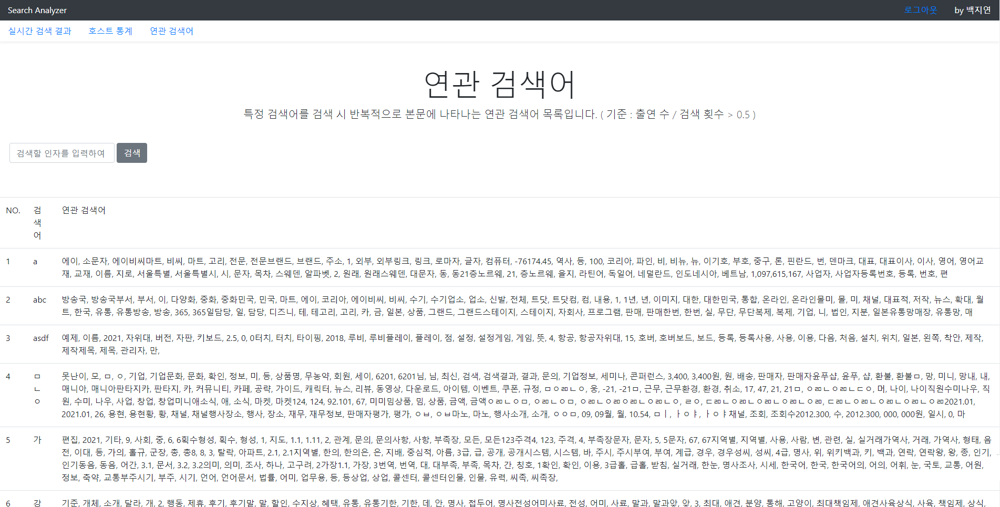 Search Analyzer
로그아웃 by 백지연
실시간 검색 결과 호스트 통계 연관 검색어
연관 검색어
특정 검색어를 검색 시 반복적으로 본문에 나타나는 연관 검색어 목록입니다. ( 기준 : 출연 수 / 검색 횟수 > 0.5 )
검색할 인자를 입력하여 검색
NO. 검색어 연관 검색어
1 a 에이, 소문자, 에이비씨마트, 비씨, 마트, 고리, 전문, 전문브랜드, 브랜드, 주소, 1, 외부, 외부링크, 링크, 로마자, 글자, 컴퓨터, -76174.45, 역사, 등, 100, 코리아, 파인, 비, 비뉴, 뉴, 이기호, 부호, 중구, 론, 핀란드, 번, 덴마크, 대표, 대표이사, 이사, 영어, 영어교
재, 교재, 이름, 지로, 서울특별, 서울특별시, 시, 문자, 목차, 스웨덴, 알파벳, 2, 원래, 원래스웨덴, 대문자, 동, 동21층노르웨, 21, 층노르웨, 을지, 라틴어, 독일어, 네덜란드, 인도네시아, 베트남, 1,097,615,167, 사업자, 사업자등록번호, 등록, 번호, 편
2 abc 방송국, 방송국부서, 부서, 이, 다양화, 중화, 중화민국, 민국, 마트, 에이, 코리아, 에이비씨, 비씨, 수기, 수기업소, 업소, 신발, 전체, 트닷, 트닷컴, 컴, 내용, 1, 1년, 년, 이미지, 대한, 대한민국, 통합, 온라인, 온라인몰미, 몰, 미, 채널, 대표적, 저작, 뉴스, 확대, 월
트, 한국, 유통, 유통방송, 방송, 365, 365일담당, 일, 담당, 디즈니, 테, 테고리, 고리, 카, 금, 일본, 상품, 그랜드, 그랜드스테이지, 스테이지, 자회사, 프로그램, 판매, 판매한번, 한번, 실, 무단, 무단복제, 복제, 기업, 니, 법인, 지분, 일본유통망매장, 유통망, 매
3 asdf 예제, 이름, 2021, 자위대, 버전, 자판, 키보드, 2.5, 0, 0터치, 터치, 타이핑, 2018, 루비, 루비플레이, 플레이, 점, 설정, 설정게임, 게임, 뜻, 4, 항공, 항공자위대, 15, 호버, 호버보드, 보드, 등록, 등록사용, 사용, 이용, 다음, 처음, 설치, 위치, 일본, 왼쪽, 착안, 제작,
제작제목, 제목, 관리자, 만,
4 ㅁㄴㅇ 못난이, 모, ㅁ, ㅇ, 기업, 기업문화, 문화, 확인, 정보, 미, 등, 상품명, 무농약, 회원, 세이, 6201, 6201님, 님, 최신, 검색, 검색결과, 결과, 문의, 기업정보, 세미나, 콘퍼런스, 3,400, 3,400원, 원, 배송, 판매자, 판매자윤푸샵, 윤푸, 샵, 환불, 환불ㅁ, 망, 미니, 망내, 내,
매니아, 매니아판타지카, 판타지, 카, 커뮤니티, 카페, 공략, 가이드, 캐릭터, 뉴스, 리뷰, 동영상, 다운로드, 아이템, 이벤트, 쿠폰, 규정, ㅁㅇㄻㄴㅇ, 웅, -21, -21ㅁ, 근무, 근무환경, 환경, 취소, 17, 47, 21, 21ㅁ, ㅇㄻㄴㅇㄻㄴㄷㅇ, 머, 나이, 나이직원수미나우, 직
원, 수미, 나우, 사업, 창업, 창업미니애소식, 애, 소식, 마켓, 마켓124, 124, 92.101, 67, 미미밈상품, 밈, 상품, 금액, 금액ㅇㄻㄴㅇㅁ, ㅇㄻㄴㅇㅁ, ㅇㄻㄴㅇㄻㅇㄻㄴㅇㄻㄴㅇ, ㄹㅇ, ㄷㄻㄴㅇㄻㄴㅇㄻㄴㅇㄻㄴㅇㄻ, ㄷㄻㄴㅇㄻㄴㅇㄻㄴㅇㄻㄴㅇㄻ2021.01,
2021.01, 26, 용현, 용현황, 황, 채널, 채널행사장소, 행사, 장소, 재무, 재무정보, 판매자평가, 평가, ㅇㅂ, ㅇㅂ마노, 마노, 행사소개, 소개, ㅇㅇㅁ, 09, 09월, 월, 10.54, ㅁㅣ, ㅏㅇㅑ, ㅏㅇㅑ채널, 조회, 조회수2012.300, 수, 2012.300, 000, 000원, 일시, 0, 마
5 가 편집, 2021, 기타, 9, 사회, 중, 6, 6획수형성, 획수, 형성, 1, 지도, 1.1, 1.11, 2, 관계, 문의, 문의사항, 사항, 부족장, 모든, 모든123주격4, 123, 주격, 4, 부족장문자, 문자, 5, 5문자, 67, 67지역별, 지역별, 사용, 사람, 변, 관련, 실, 실거래가역사, 거래, 가역사, 형태, 음
전, 이대, 등, 가의, 홀규, 군장, 총, 총8, 8, 3, 탈락, 아파트, 2.1, 2.1지역별, 한의, 한의은, 은, 지배, 중심적, 아름, 3급, 급, 공개, 공개시스템, 시스템, 바, 주시, 주시부여, 부여, 계급, 경우, 경우성씨, 성씨, 4급, 명사, 위, 위키백과, 키, 백과, 연락, 연락왕, 왕, 종, 인기,
인기동음, 동음, 어간, 3.1, 문서, 3.2, 3.2의미, 의미, 조사, 하나, 고구려, 2가장1.1, 가장, 3번역, 번역, 대, 대부족, 부족, 목차, 간, 칭호, 1확인, 확인, 이용, 3급홀, 급홀, 받침, 실거래, 한눈, 명사조사, 시세, 한국어, 한국, 한국어의, 어의, 어휘, 눈, 국토, 교통, 어원,
정보, 축약, 교통부주시기, 부주, 시기, 언어, 언어문서, 법률, 어미, 업무용, 등, 등상업, 상업, 콜센터, 콜센터인물, 인물, 유력, 씨족, 씨족장,
6 강 기준, 개체, 소개, 달라, 개, 2, 행동, 제휴, 후기, 후기말, 말, 할인, 수지상, 혜택, 유통, 유통기한, 기한, 데, 안, 명사, 접두어, 명사전성어미사료, 전성, 어미, 사료, 말과, 말과앚, 앚, 3, 최대, 애견, 분양, 통해, 고양이, 최대책임제, 애견사육상식, 사육, 책임제, 상식,